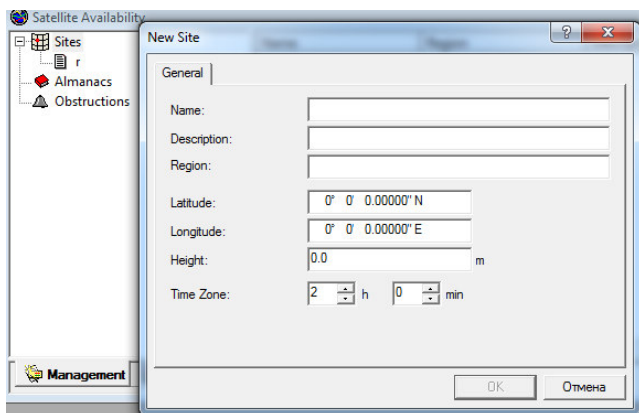 Satellite Availability
New Site
Sites
r
Almanacs
Obstructions
General
Name:
Description:
Region:
Latitude: 0° 0' 0.00000" N
Longitude: 0° 0' 0.00000" E
Height: 0.0 m
Time Zone: 2 h 0 min
Management
OK Отмена